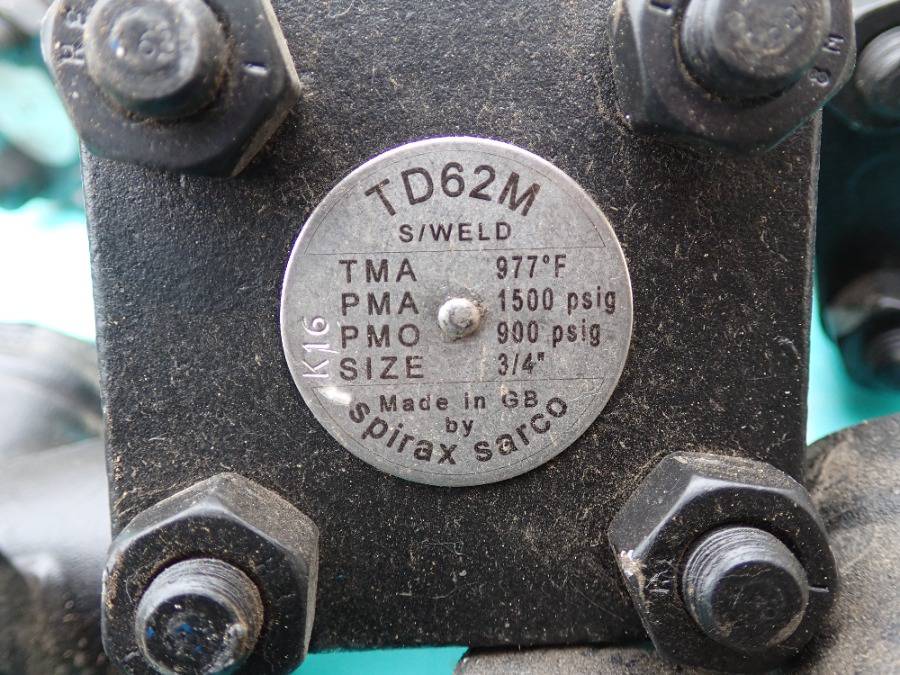 TD62M
S/WELD
TMA 977°F
PMA 1500 psig
PMO 900 psig
SIZE 3/4"
K16
Made in GB
by
spirax sarco